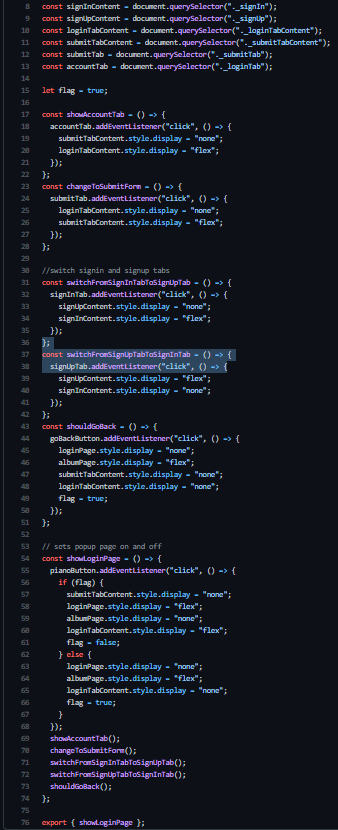 8 const signInContent = document.querySelector("._signIn");
9 const signUpContent = document.querySelector("._signUp");
10 const loginTabContent = document.querySelector("._loginTabContent");
11 const submitTabContent = document.querySelector("._submitTabContent");
12 const submitTab = document.querySelector("._submitTab");
13 const accountTab = document.querySelector("._loginTab");
14
15 let flag = true;
16
17 const showAccountTab = () => {
18 accountTab.addEventListener("click", () => {
19 submitTabContent.style.display = "none";
20 loginTabContent.style.display = "flex";
21 });
22 };
23 const changeToSubmitForm = () => {
24 submitTab.addEventListener("click", () => {
25 loginTabContent.style.display = "none";
26 submitTabContent.style.display = "flex";
27 });
28 };
29
30 //switch signin and signup tabs
31 const switchFromSignInTabToSignUpTab = () => {
32 signInTab.addEventListener("click", () => {
33 signUpContent.style.display = "none";
34 signInContent.style.display = "flex";
35 });
36 };
37 const switchFromSignUpTabToSignInTab = () => {
38 signUpTab.addEventListener("click", () => {
39 signUpContent.style.display = "flex";
40 signInContent.style.display = "none";
41 });
42 };
43 const shouldGoBack = () => {
44 goBackButton.addEventListener("click", () => {
45 loginPage.style.display = "none";
46 albumPage.style.display = "flex";
47 submitTabContent.style.display = "none";
48 loginTabContent.style.display = "none";
49 flag = true;
50 });
51 };
52
53 // sets popup page on and off
54 const showLoginPage = () => {
55 pianoButton.addEventListener("click", () => {
56 if (flag) {
57 submitTabContent.style.display = "none";
58 loginPage.style.display = "flex";
59 albumPage.style.display = "none";
60 loginTabContent.style.display = "flex";
61 flag = false;
62 } else {
63 loginPage.style.display = "none";
64 albumPage.style.display = "flex";
65 loginTabContent.style.display = "none";
66 flag = true;
67 }
68 });
69 showAccountTab();
70 changeToSubmitForm();
71 switchFromSignInTabToSignUpTab();
72 switchFromSignUpTabToSignInTab();
73 shouldGoBack();
74 };
75
76 export { showLoginPage };